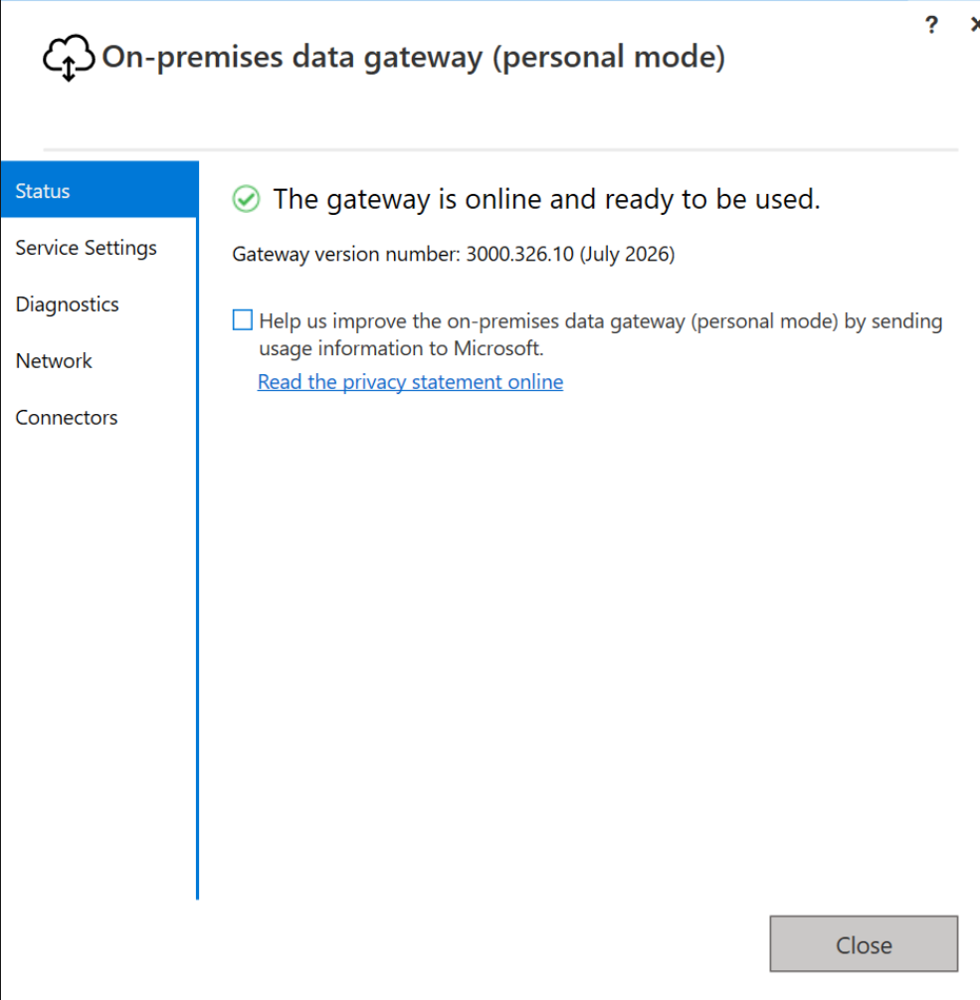 ?
On-premises data gateway (personal mode)
Status
Service Settings
Diagnostics
Network
Connectors
The gateway is online and ready to be used.
Gateway version number: 3000.326.10 (July 2026)
Help us improve the on-premises data gateway (personal mode) by sending
usage information to Microsoft.
Read the privacy statement online
Close